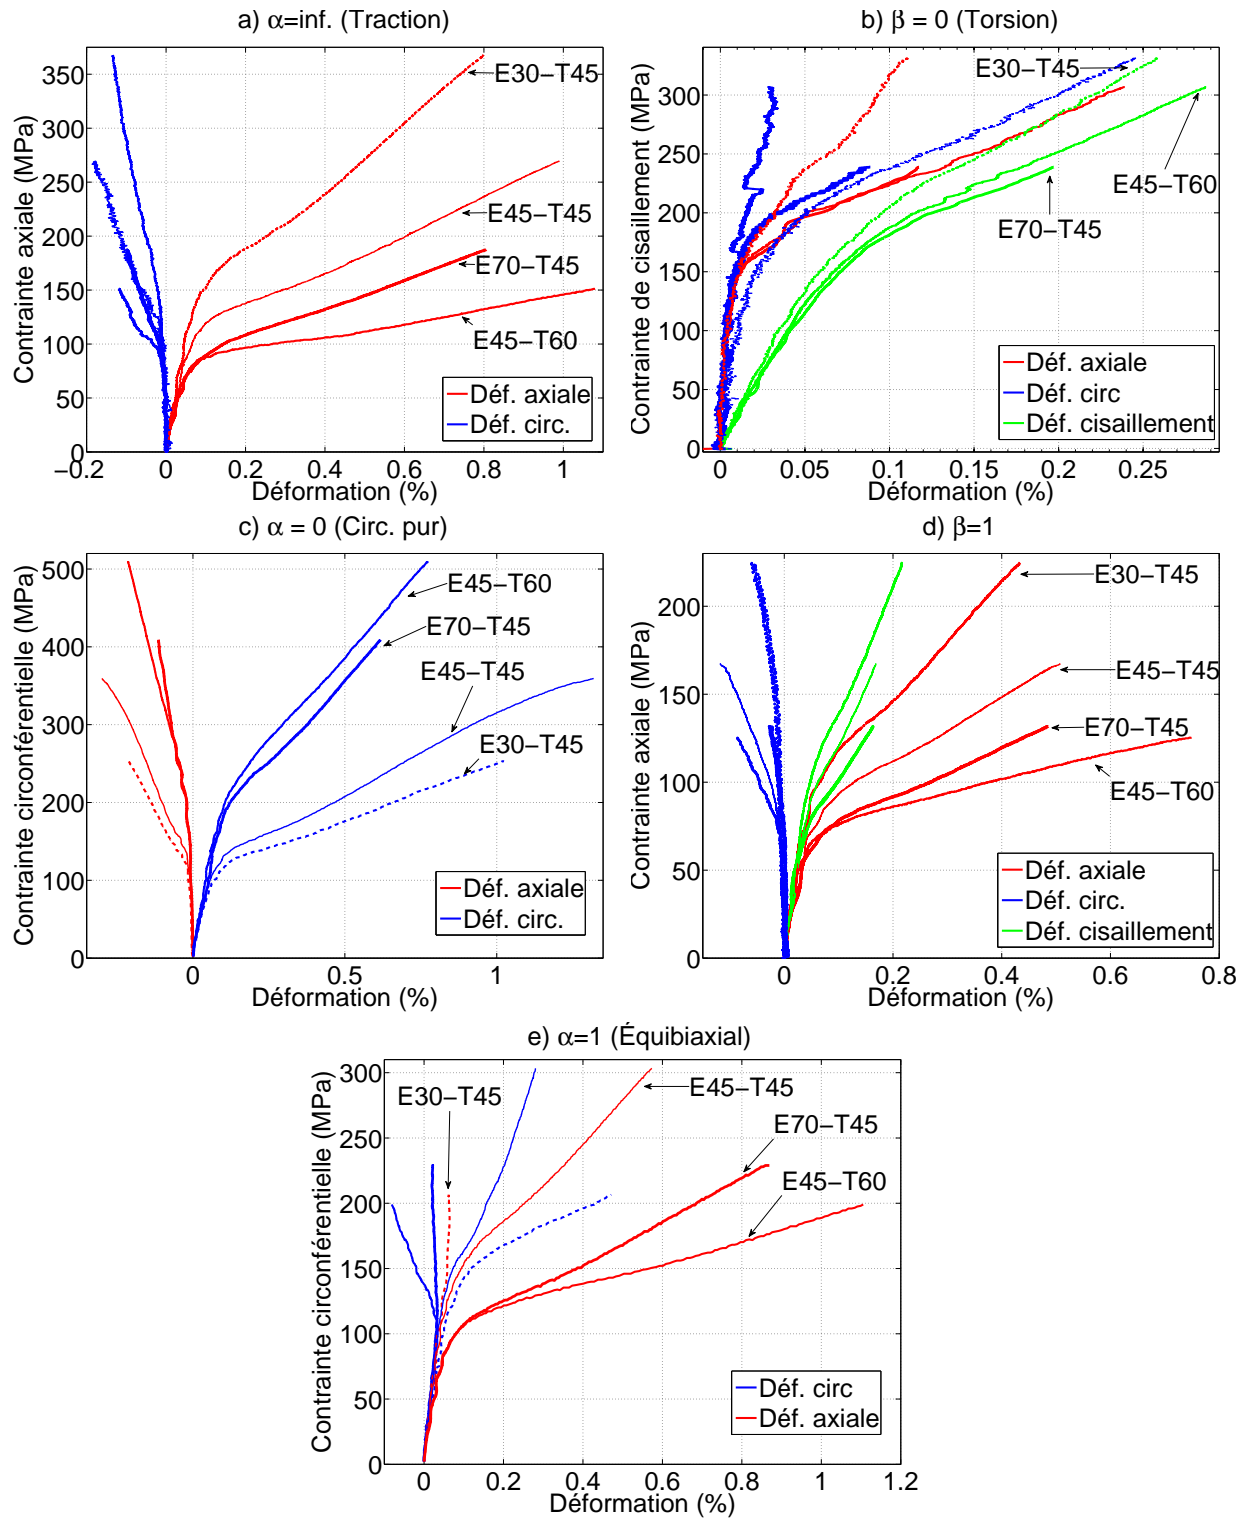 a) α=inf. (Traction)
Contrainte axiale (MPa)
350
300
250
200
150
100
50
0
−0.2
0
0.2
0.4
0.6
0.8
1
Déformation (%)
E30−T45
E45−T45
E70−T45
E45−T60
Déf. axiale
Déf. circ.
b) β = 0 (Torsion)
Contrainte de cisaillement (MPa)
300
250
200
150
100
50
0
0
0.05
0.1
0.15
0.2
0.25
Déformation (%)
E30−T45
E45−T60
E70−T45
Déf. axiale
Déf. circ
Déf. cisaillement
c) α = 0 (Circ. pur)
Contrainte circonférentielle (MPa)
500
400
300
200
100
0
0
0.5
1
Déformation (%)
E45−T60
E70−T45
E45−T45
E30−T45
Déf. axiale
Déf. circ.
d) β=1
Contrainte axiale (MPa)
200
150
100
50
0
0
0.2
0.4
0.6
0.8
Déformation (%)
E30−T45
E45−T45
E70−T45
E45−T60
Déf. axiale
Déf. circ.
Déf. cisaillement
e) α=1 (Équibiaxial)
Contrainte circonférentielle (MPa)
300
250
200
150
100
50
0
0
0.2
0.4
0.6
0.8
1
1.2
Déformation (%)
E30−T45
E45−T45
E70−T45
E45−T60
Déf. circ
Déf. axiale